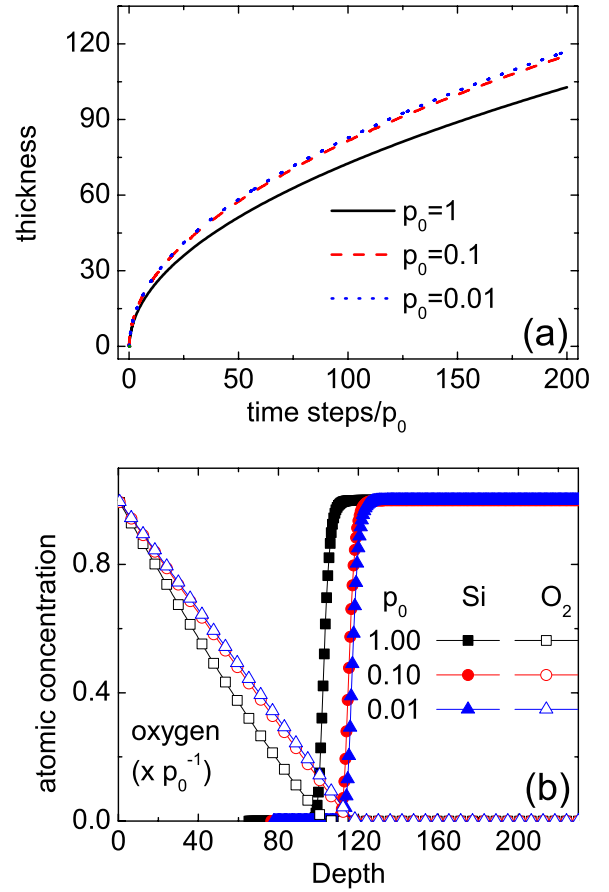 120
90
60
30
0
thickness
p₀=1
p₀=0.1
p₀=0.01
(a)
0 50 100 150 200
time steps/p₀
0.8
0.4
0.0
atomic concentration
p₀ Si O₂
1.00
0.10
0.01
oxygen
(x p₀⁻¹)
(b)
0 40 80 120 160 200
Depth